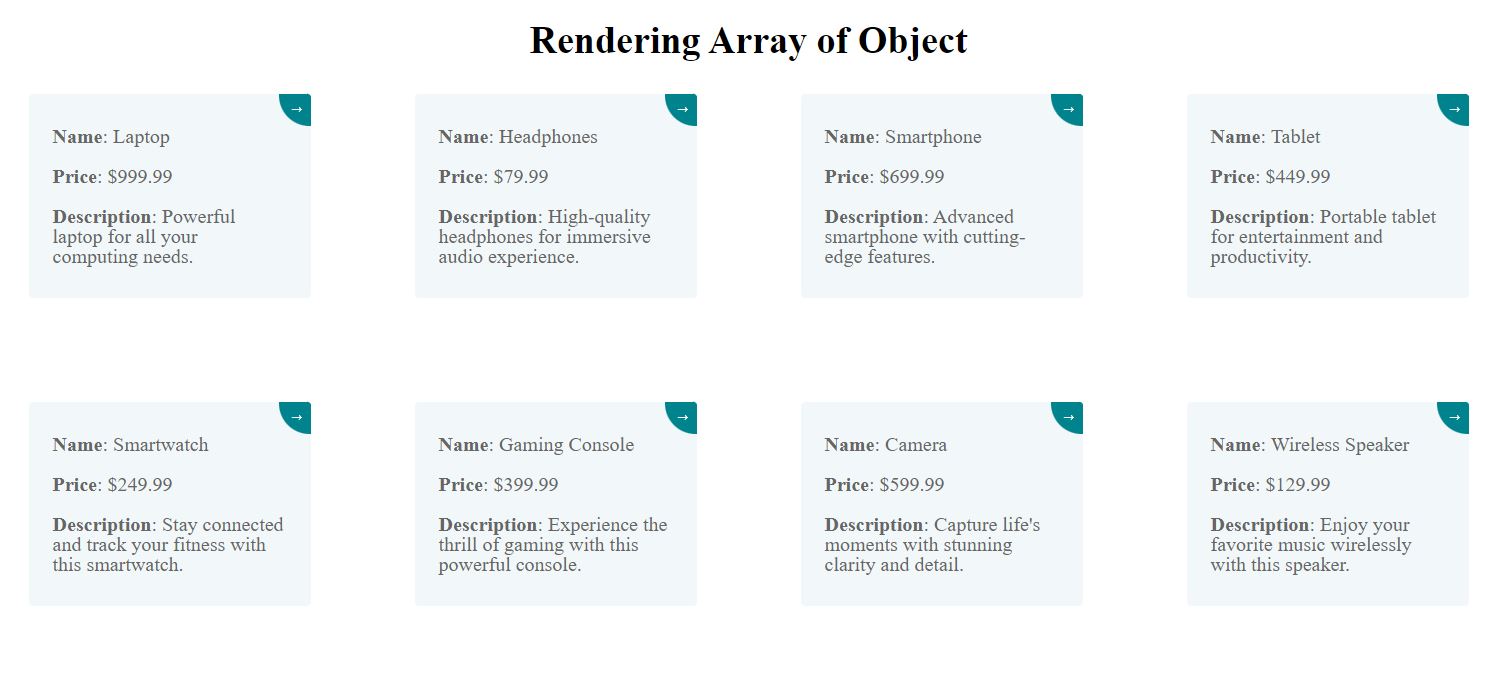 Rendering Array of Object
→
Name: Laptop
Price: $999.99
Description: Powerful
laptop for all your
computing needs.
→
Name: Headphones
Price: $79.99
Description: High-quality
headphones for immersive
audio experience.
→
Name: Smartphone
Price: $699.99
Description: Advanced
smartphone with cutting-
edge features.
→
Name: Tablet
Price: $449.99
Description: Portable tablet
for entertainment and
productivity.
→
Name: Smartwatch
Price: $249.99
Description: Stay connected
and track your fitness with
this smartwatch.
→
Name: Gaming Console
Price: $399.99
Description: Experience the
thrill of gaming with this
powerful console.
→
Name: Camera
Price: $599.99
Description: Capture life's
moments with stunning
clarity and detail.
→
Name: Wireless Speaker
Price: $129.99
Description: Enjoy your
favorite music wirelessly
with this speaker.